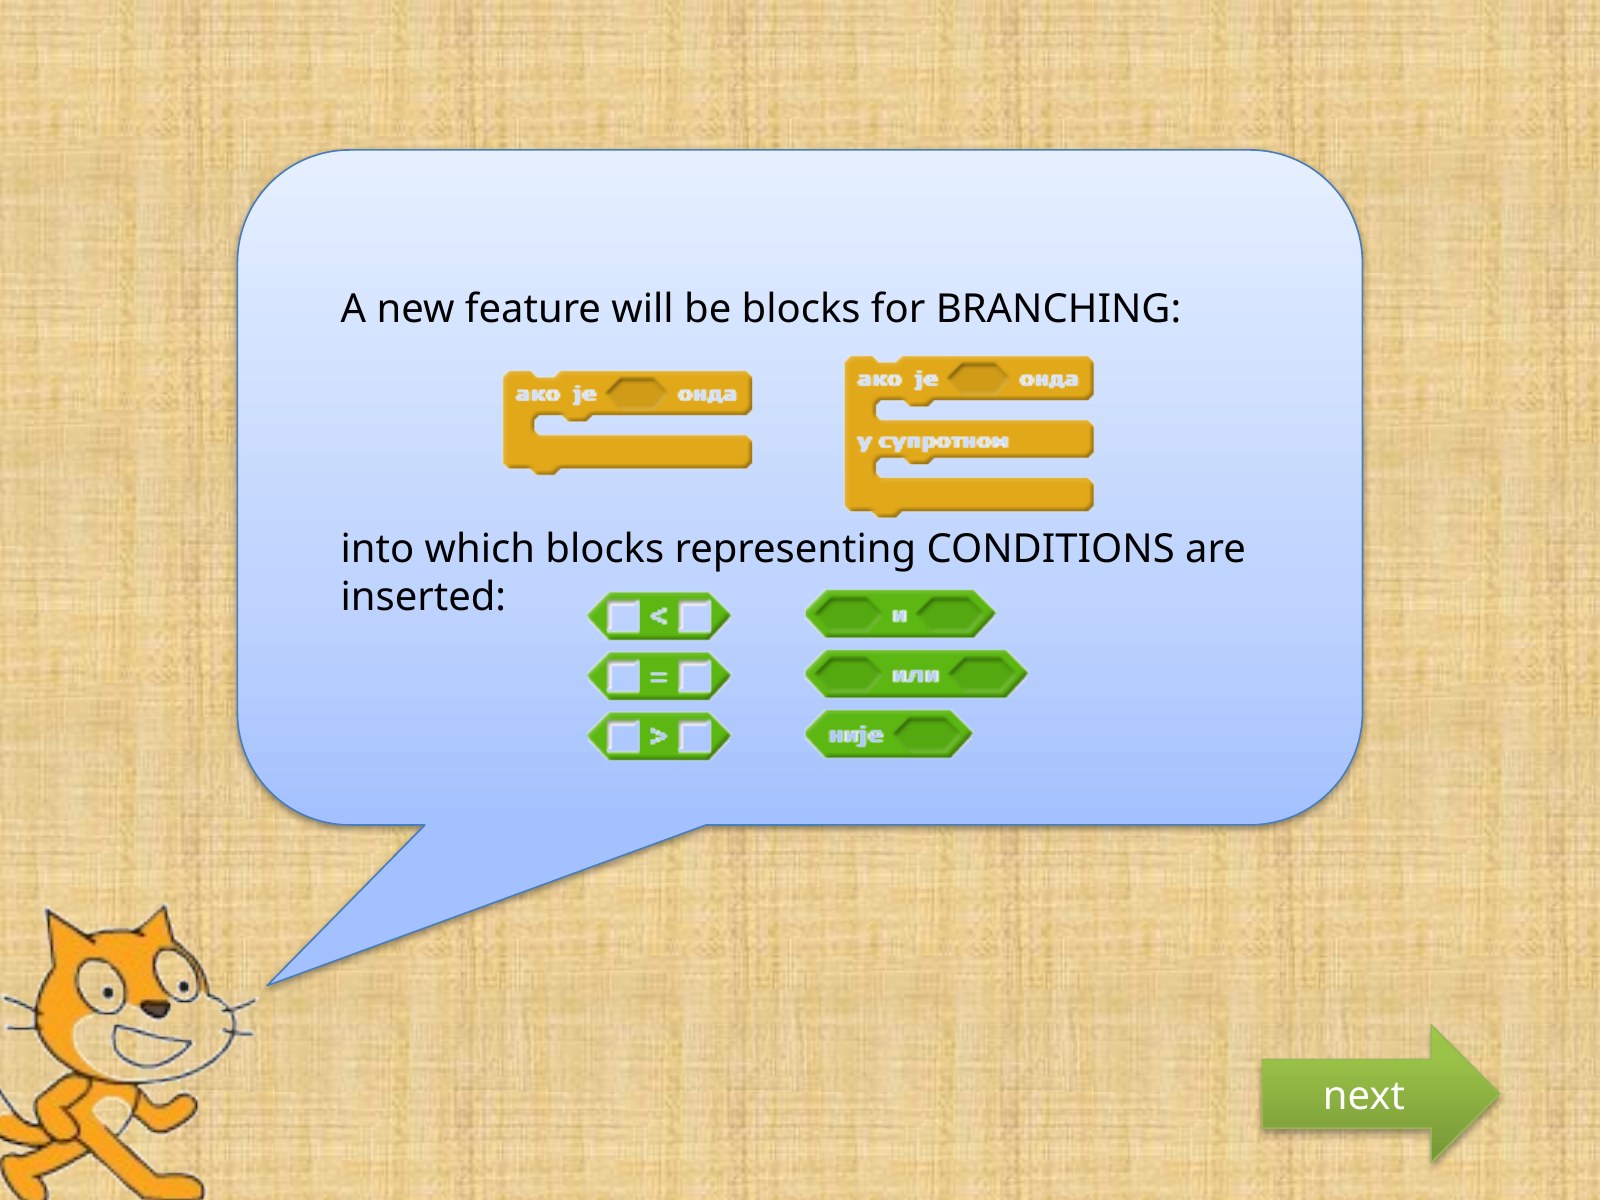 A new feature will be blocks for BRANCHING:
ако је онда
ако је онда
у супротном
into which blocks representing CONDITIONS are
inserted:
<
и
=
или
>
није
next